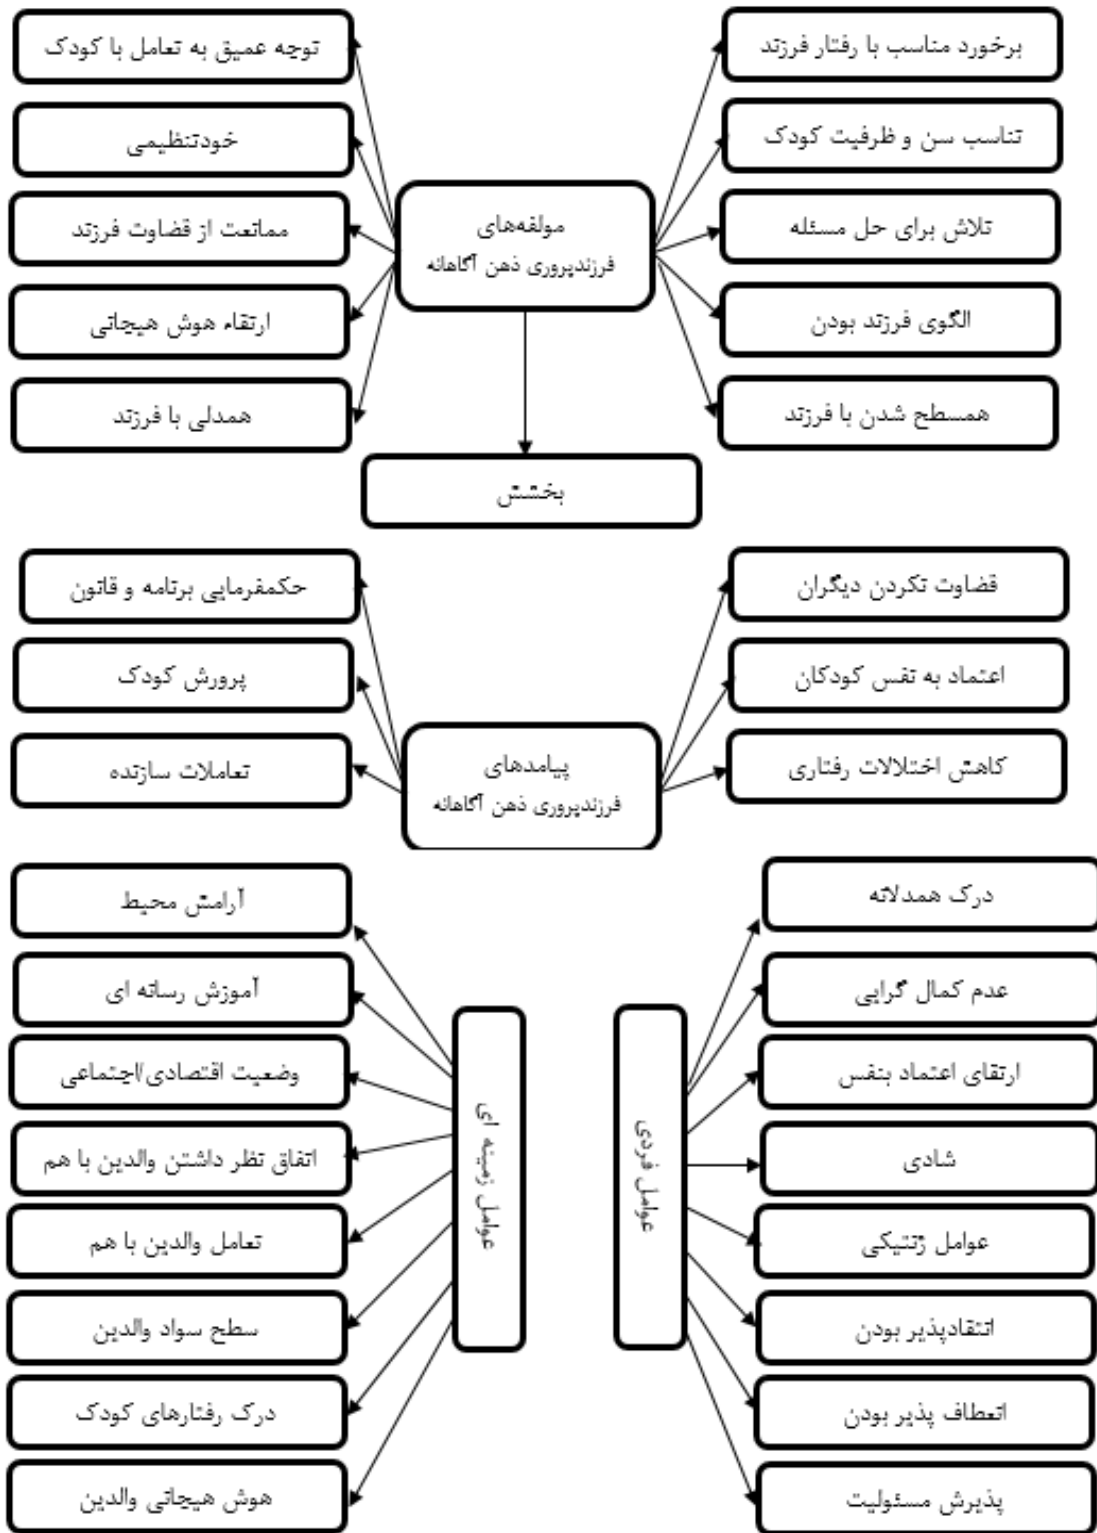 برخورد مناسب با رفتار فرزند
تناسب سن و ظرفیت کودک
تلاش برای حل مسئله
الگوی فرزند بودن
همسطح شدن با فرزند
مولفه‌های
فرزندپروری ذهن آگاهانه
توجه عمیق به تعامل با کودک
خودتنظیمی
ممانعت از قضاوت فرزند
ارتقاء هوش هیجانی
همدلی با فرزند
بخشش
قضاوت نکردن دیگران
اعتماد به نفس کودکان
کاهش اختلالات رفتاری
پیامدهای
فرزندپروری ذهن آگاهانه
حکمفرمایی برنامه و قانون
پرورش کودک
تعاملات سازنده
درک همدلانه
عدم کمال گرایی
ارتقای اعتماد بنفس
شادی
عوامل ژنتیکی
انتقادپذیر بودن
انعطاف پذیر بودن
پذیرش مسئولیت
عوامل فردی
عوامل زمینه ای
آرامش محیط
آموزش رسانه ای
وضعیت اقتصادی/اجتماعی
اتفاق نظر داشتن والدین با هم
تعامل والدین با هم
سطح سواد والدین
درک رفتارهای کودک
هوش هیجانی والدین